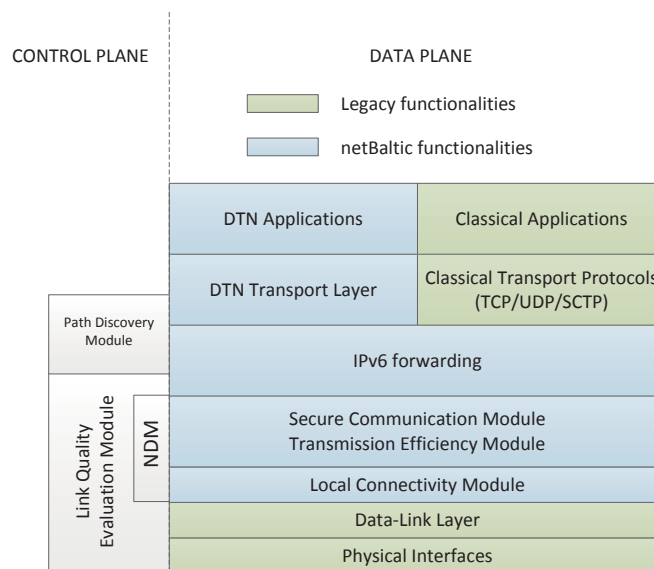 CONTROL PLANE
DATA PLANE
Legacy functionalities
netBaltic functionalities
DTN Applications
Classical Applications
DTN Transport Layer
Classical Transport Protocols
(TCP/UDP/SCTP)
Path Discovery
Module
IPv6 forwarding
Link Quality
Evaluation Module
NDM
Secure Communication Module
Transmission Efficiency Module
Local Connectivity Module
Data-Link Layer
Physical Interfaces